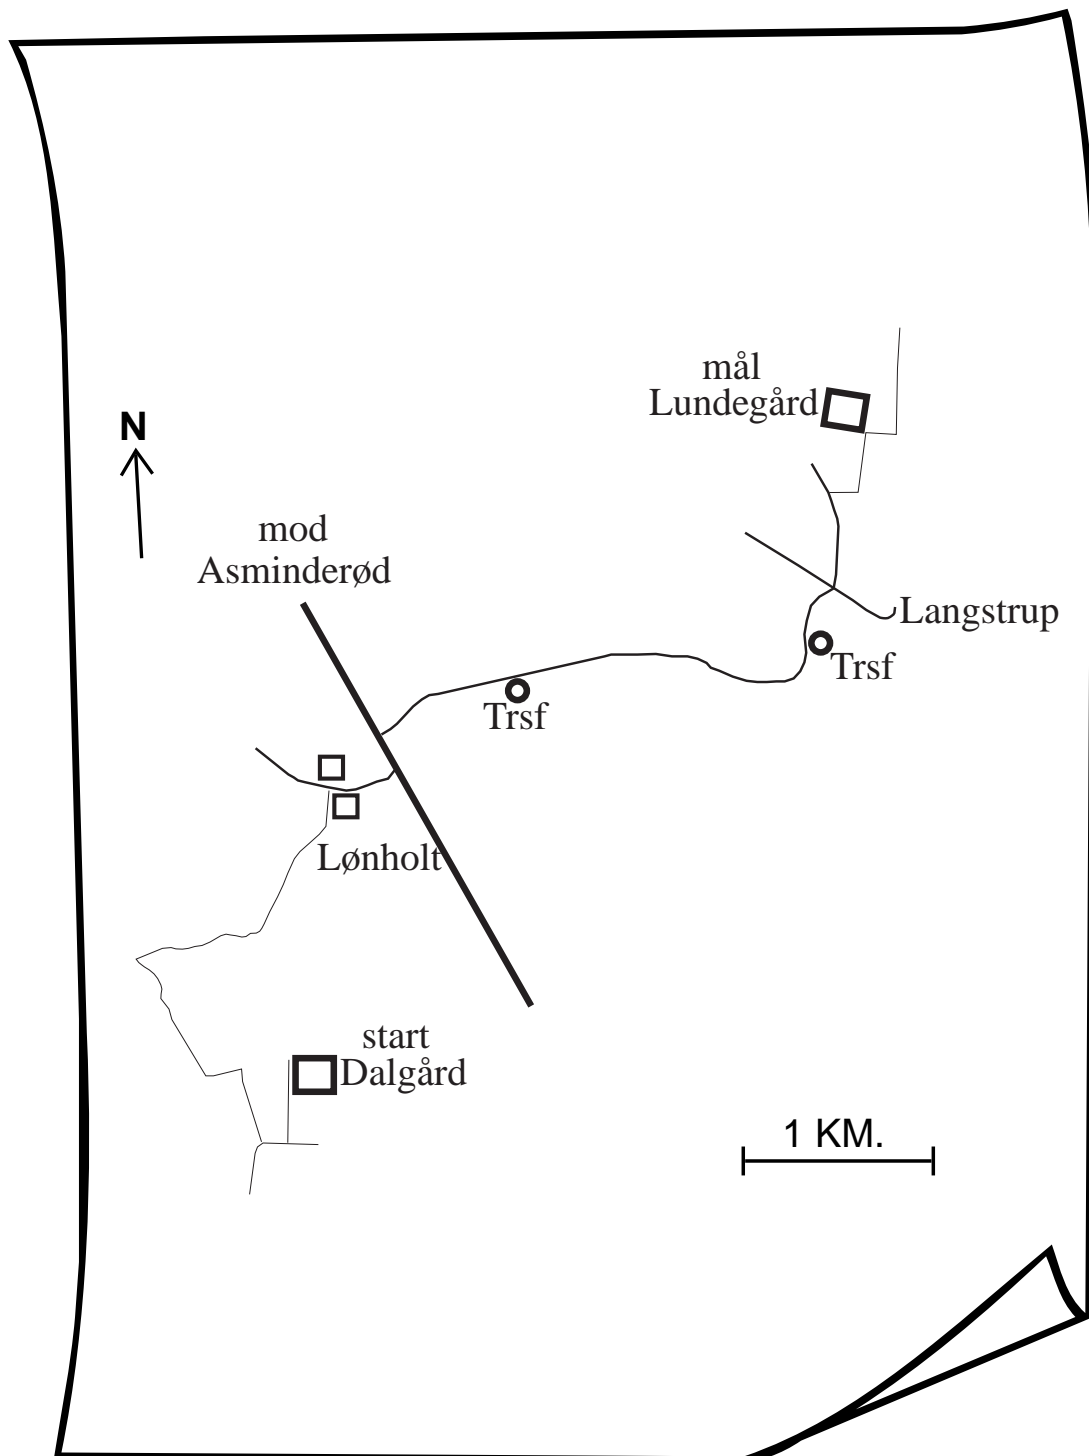 mål
Lundegård
N
mod
Asminderød
Langstrup
Trsf
Trsf
Lønholt
start
Dalgård
1 KM.